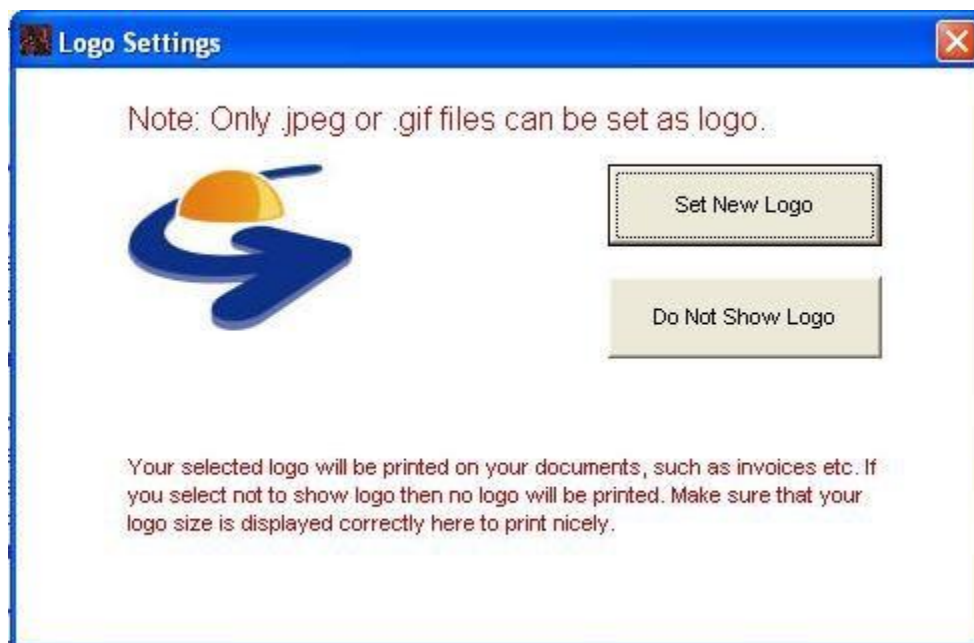 Logo Settings
Note: Only .jpeg or .gif files can be set as logo.
Set New Logo
Do Not Show Logo
Your selected logo will be printed on your documents, such as invoices etc. If
you select not to show logo then no logo will be printed. Make sure that your
logo size is displayed correctly here to print nicely.